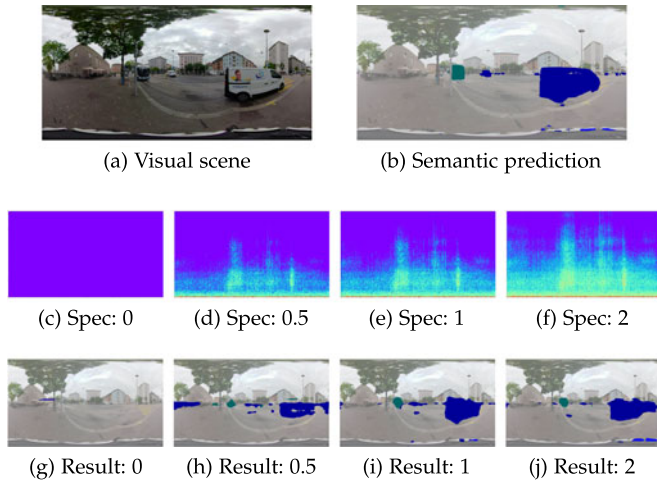 (a) Visual scene
(b) Semantic prediction
(c) Spec: 0
(d) Spec: 0.5
(e) Spec: 1
(f) Spec: 2
(g) Result: 0
(h) Result: 0.5
(i) Result: 1
(j) Result: 2